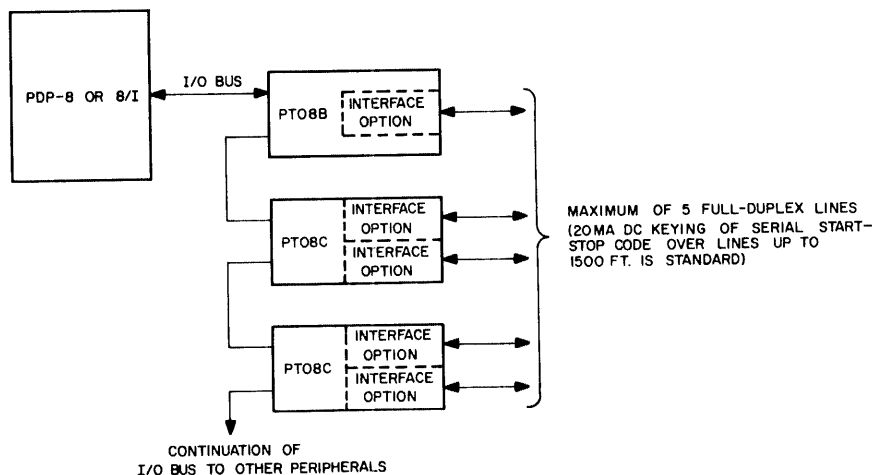 PDP-8 OR 8/I
I/O BUS
PT08B
INTERFACE
OPTION
PT08C
INTERFACE
OPTION
INTERFACE
OPTION
PT08C
INTERFACE
OPTION
INTERFACE
OPTION
MAXIMUM OF 5 FULL-DUPLEX LINES
(20MA DC KEYING OF SERIAL START-
STOP CODE OVER LINES UP TO
1500 FT. IS STANDARD)
CONTINUATION OF
I/O BUS TO OTHER PERIPHERALS